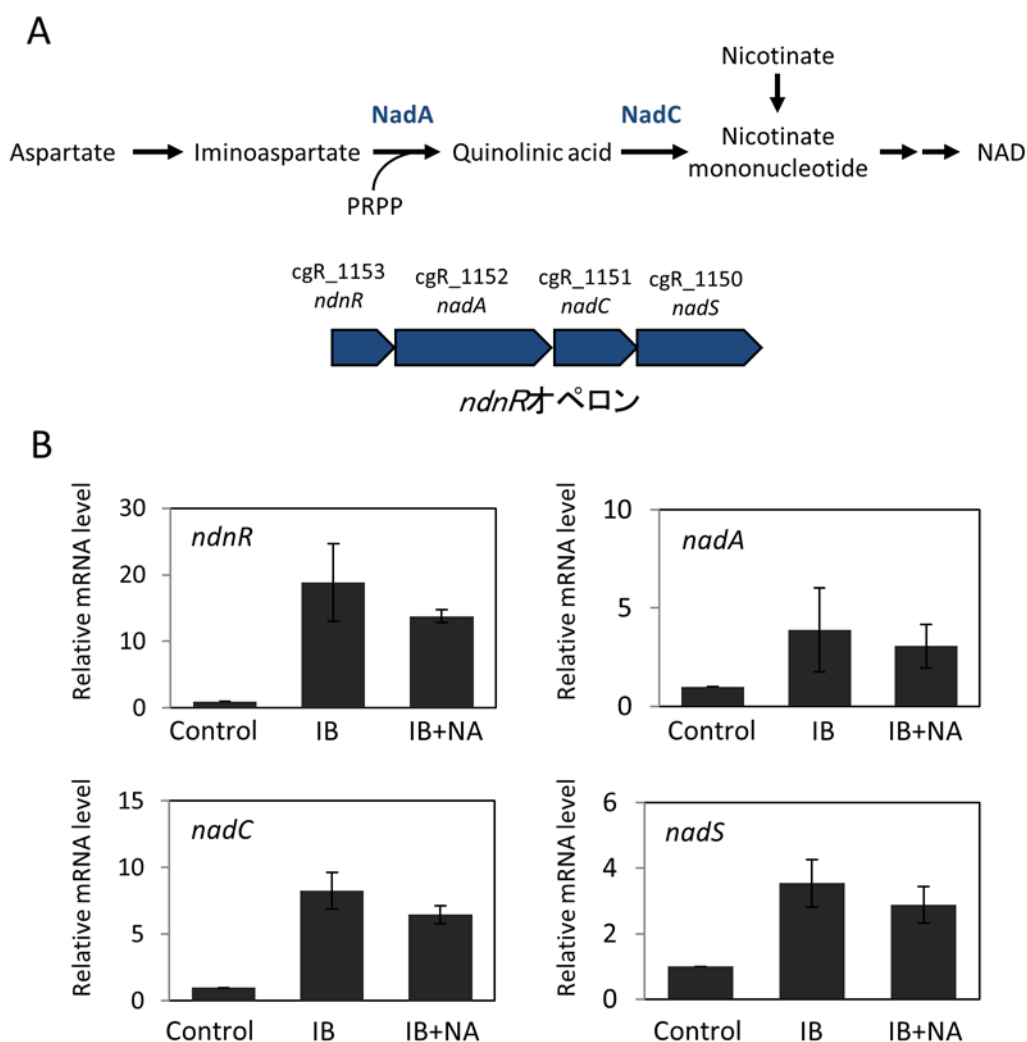 A
Nicotinate
NadA
NadC
Aspartate
Iminoaspartate
Quinolinic acid
Nicotinate
mononucleotide
NAD
PRPP
cgR_1153
ndnR
cgR_1152
nadA
cgR_1151
nadC
cgR_1150
nadS
ndnRオペロン
B
Relative mRNA level
30
20
10
0
ndnR
Control
IB
IB+NA
Relative mRNA level
10
5
0
nadA
Control
IB
IB+NA
Relative mRNA level
15
10
5
0
nadC
Control
IB
IB+NA
Relative mRNA level
6
4
2
0
nadS
Control
IB
IB+NA